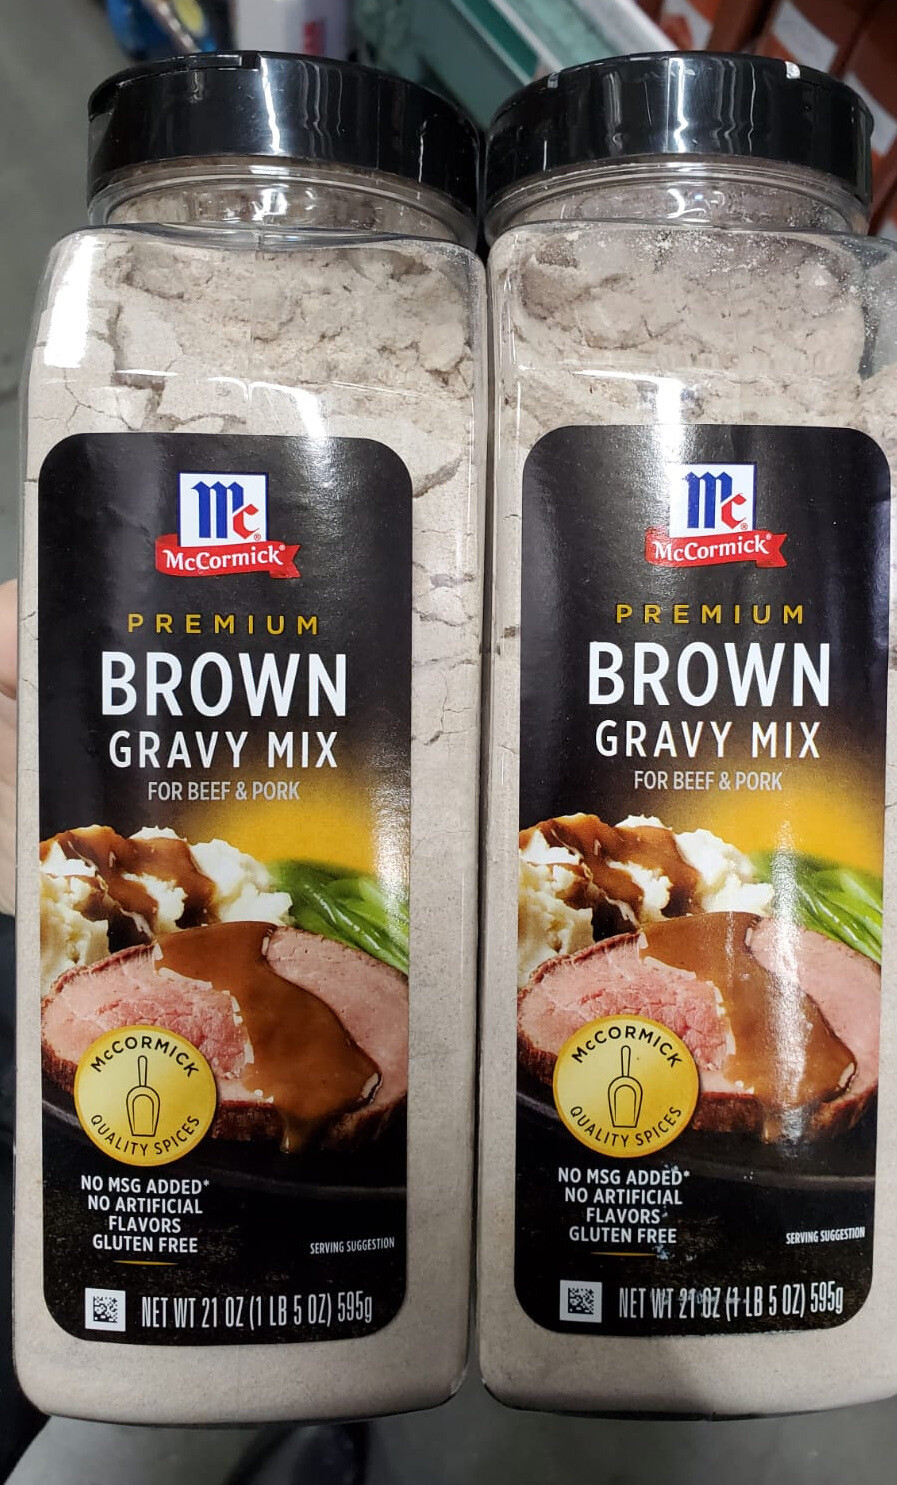 Mc
McCormick®
PREMIUM
BROWN
GRAVY MIX
FOR BEEF & PORK
McCORMICK
QUALITY SPICES
NO MSG ADDED*
NO ARTIFICIAL
FLAVORS
GLUTEN FREE
SERVING SUGGESTION
NET WT 21 OZ (1 LB 5 OZ) 595g
Mc
McCormick®
PREMIUM
BROWN
GRAVY MIX
FOR BEEF & PORK
McCORMICK
QUALITY SPICES
NO MSG ADDED*
NO ARTIFICIAL
FLAVORS
GLUTEN FREE
SERVING SUGGESTION
NET WT 21 OZ (1 LB 5 OZ) 595g